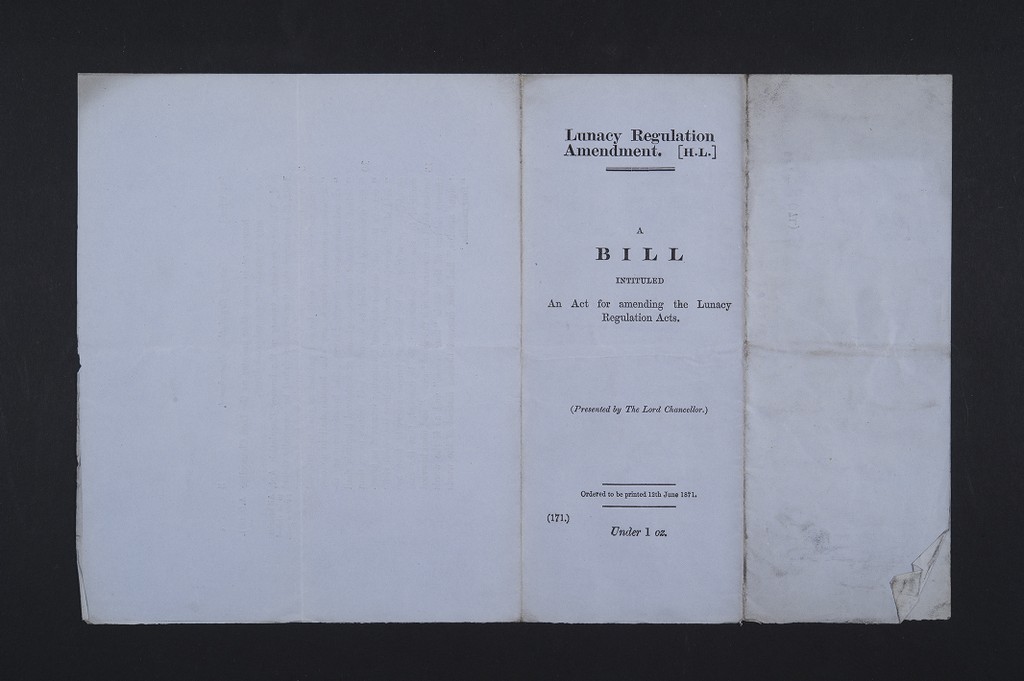 Lunacy Regulation
Amendment. [H.L.]
A
BILL
INTITULED
An Act for amending the Lunacy
Regulation Acts.
(Presented by The Lord Chancellor.)
Ordered to be printed 12th June 1871.
(171.)
Under 1 oz.